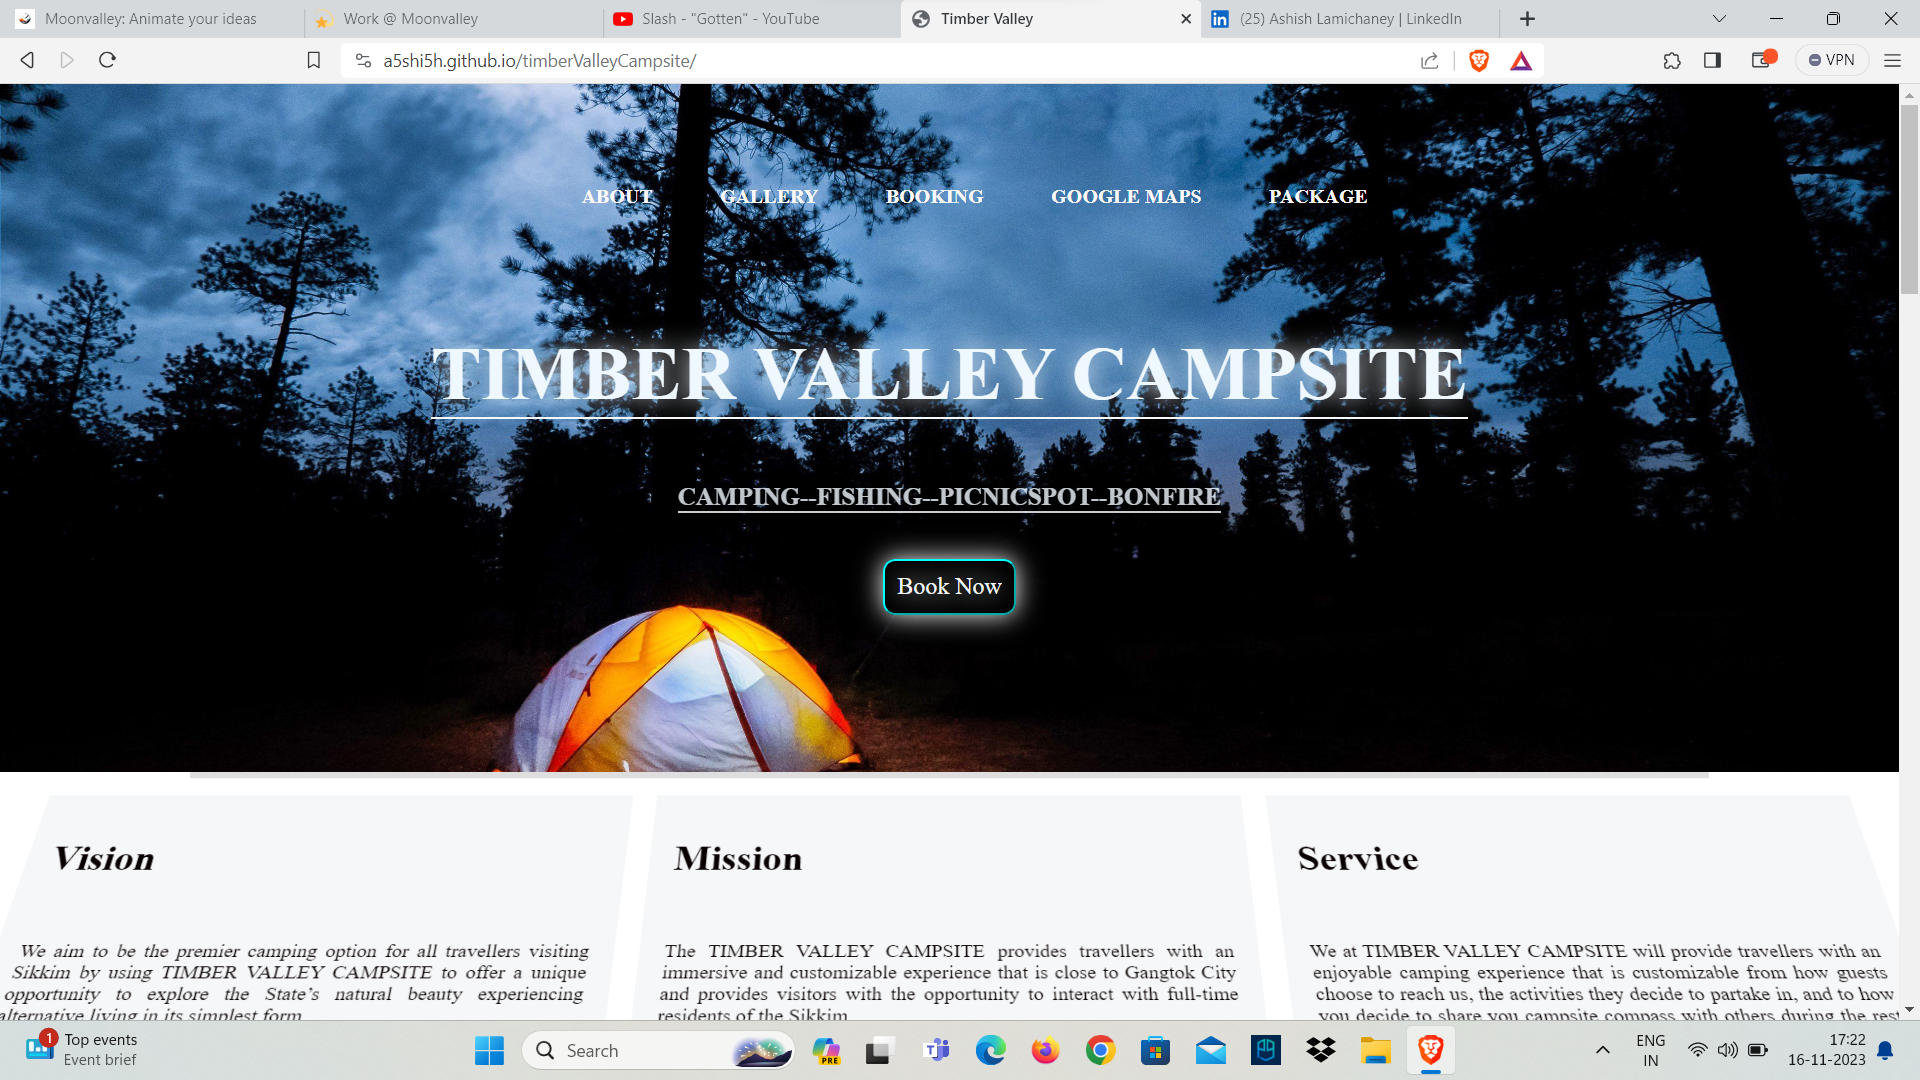 Moonvalley: Animate your ideas
Work @ Moonvalley
Slash - "Gotten" - YouTube
Timber Valley
(25) Ashish Lamichaney | LinkedIn
a5shi5h.github.io/timberValleyCampsite/
VPN
ABOUT GALLERY BOOKING GOOGLE MAPS PACKAGE
TIMBER VALLEY CAMPSITE
CAMPING--FISHING--PICNICSPOT--BONFIRE
Book Now
Vision
We aim to be the premier camping option for all travellers visiting
Sikkim by using TIMBER VALLEY CAMPSITE to offer a unique
opportunity to explore the State's natural beauty experiencing
alternative living in its simplest form
Mission
The TIMBER VALLEY CAMPSITE provides travellers with an
immersive and customizable experience that is close to Gangtok City
and provides visitors with the opportunity to interact with full-time
residents of the Sikkim
Service
We at TIMBER VALLEY CAMPSITE will provide travellers with an
enjoyable camping experience that is customizable from how guests
choose to reach us, the activities they decide to partake in, and to how
you decide to share you campsite compass with others during the rest
1
Top events
Event brief
Search
PRE
ENG
IN
17:22
16-11-2023